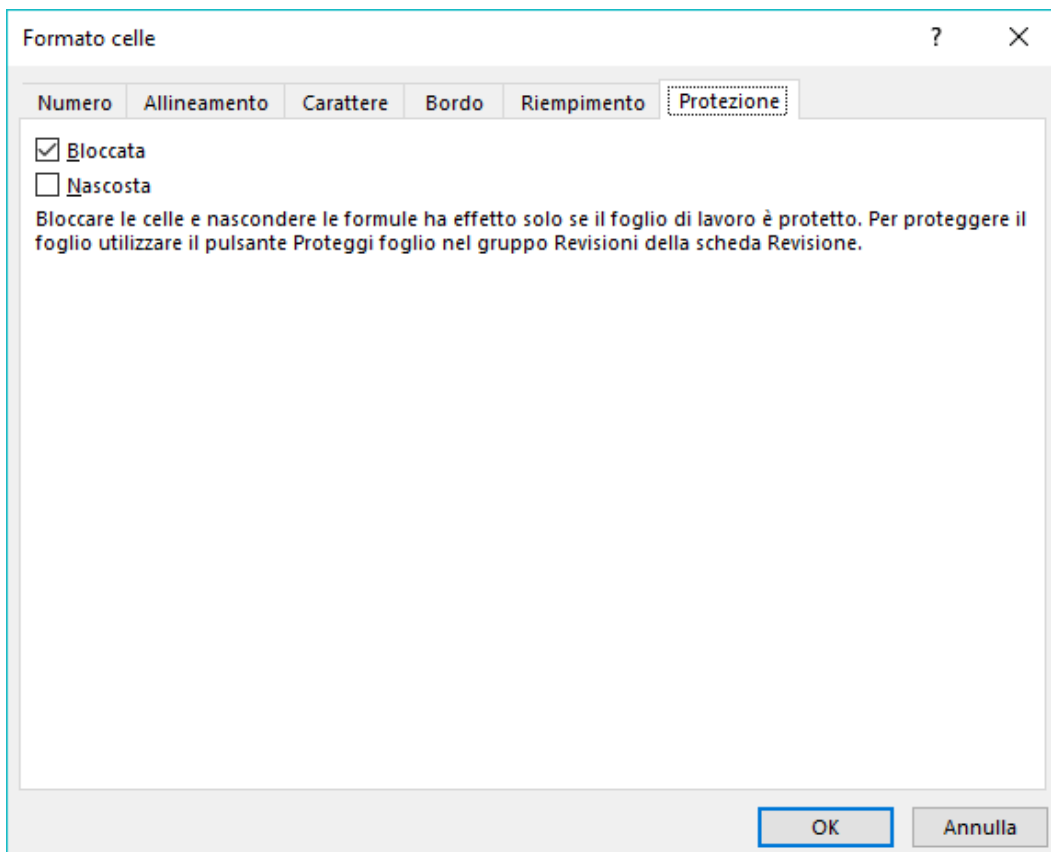 Formato celle ?
Numero Allineamento Carattere Bordo Riempimento Protezione
Bloccata
Nascosta
Bloccare le celle e nascondere le formule ha effetto solo se il foglio di lavoro è protetto. Per proteggere il
foglio utilizzare il pulsante Proteggi foglio nel gruppo Revisioni della scheda Revisione.
OK Annulla